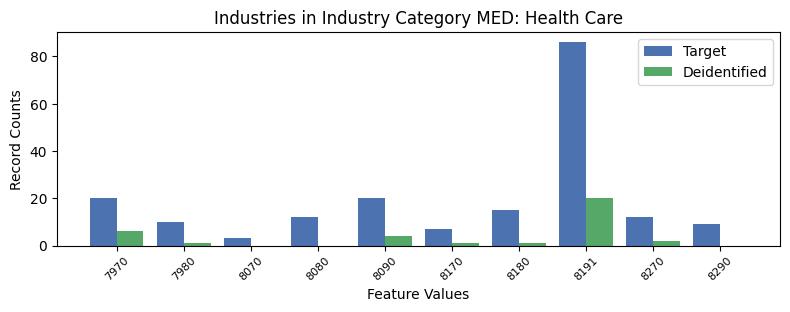 Industries in Industry Category MED: Health Care
Target
Deidentified
Record Counts
80
60
40
20
0
7970 7980 8070 8080 8090 8170 8180 8191 8270 8290
Feature Values